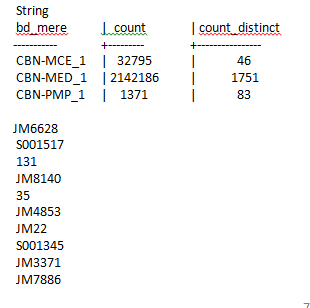 String
bd_mere | count | count_distinct
----------- +--------- +----------------
CBN-MCE_1 | 32795 | 46
CBN-MED_1 | 2142186 | 1751
CBN-PMP_1 | 1371 | 83
JM6628
S001517
131
JM8140
35
JM4853
JM22
S001345
JM3371
JM7886
7